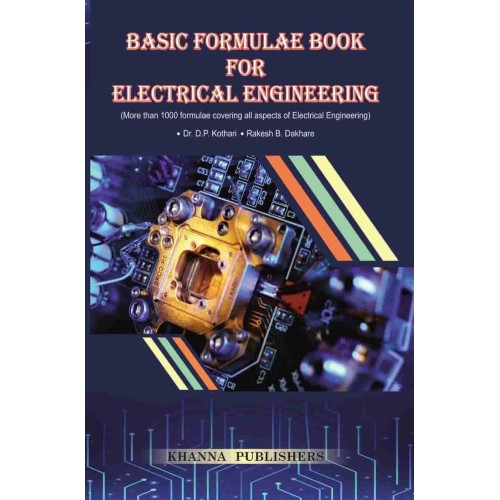 BASIC FORMULAE BOOK
FOR
ELECTRICAL ENGINEERING
(More than 1000 formulae covering all aspects of Electrical Engineering)
• Dr. D.P. Kothari • Rakesh B. Dakhare
KHANNA PUBLISHERS